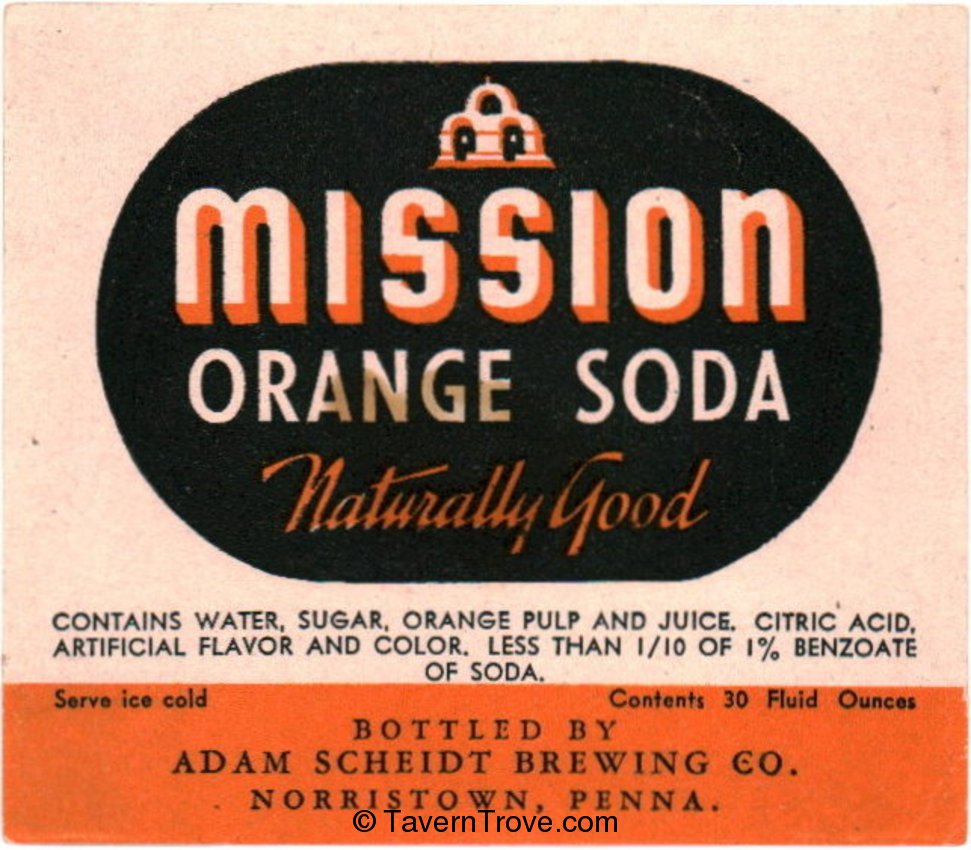 MISSION
ORANGE SODA
Naturally Good
CONTAINS WATER, SUGAR, ORANGE PULP AND JUICE, CITRIC ACID,
ARTIFICIAL FLAVOR AND COLOR. LESS THAN 1/10 OF 1% BENZOATE
OF SODA.
Serve ice cold Contents 30 Fluid Ounces
BOTTLED BY
ADAM SCHEIDT BREWING CO.
NORRISTOWN, PENNA.
© TavernTrove.com